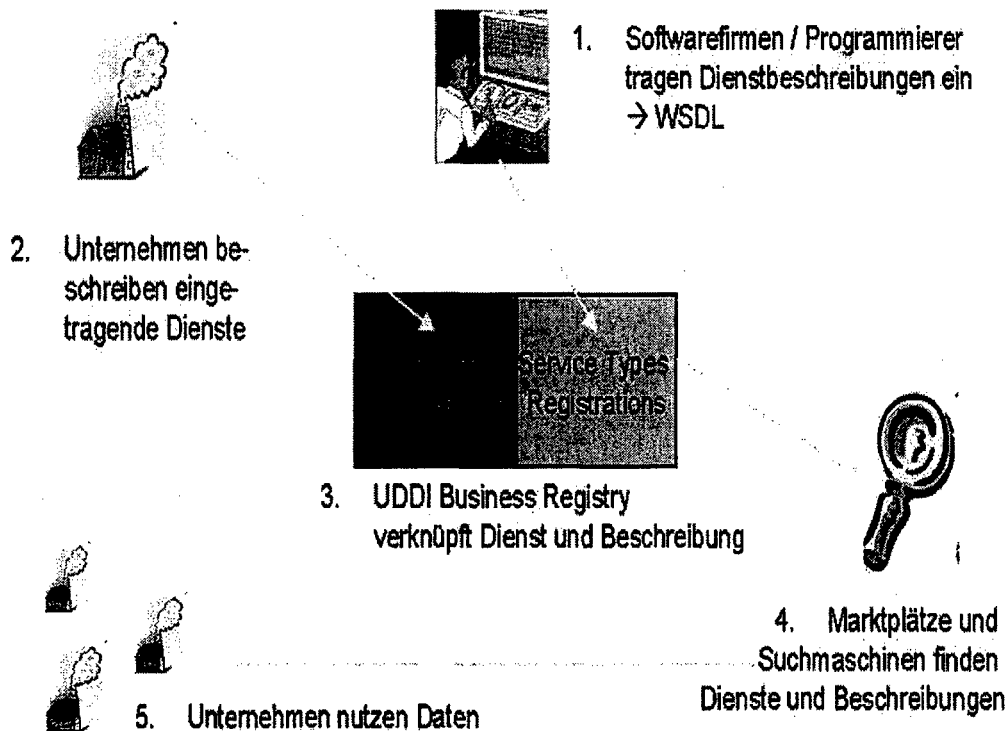 1. Softwarefirmen / Programmierer
tragen Dienstbeschreibungen ein
→ WSDL
2. Unternehmen be-
schreiben einge-
tragende Dienste
Service Types
Registrations
3. UDDI Business Registry
verknüpft Dienst und Beschreibung
4. Marktplätze und
Suchmaschinen finden
Dienste und Beschreibungen
5. Unternehmen nutzen Daten